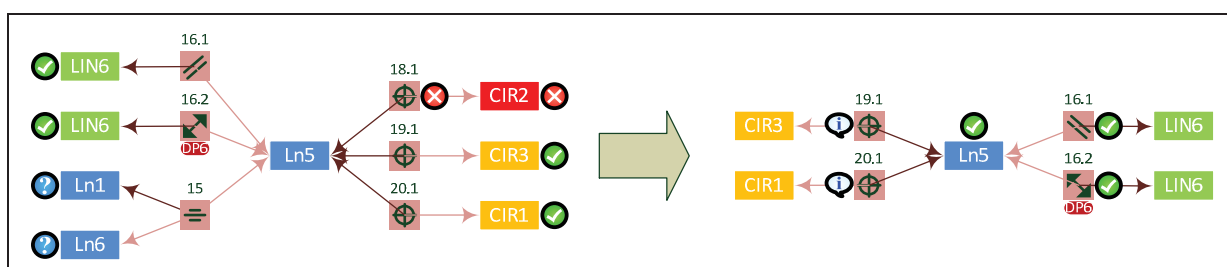 16.1
LIN6
16.2
LIN6
DP6
Ln1
15
Ln6
Ln5
18.1
CIR2
19.1
CIR3
20.1
CIR1
19.1
CIR3
20.1
CIR1
Ln5
16.1
LIN6
16.2
LIN6
DP6